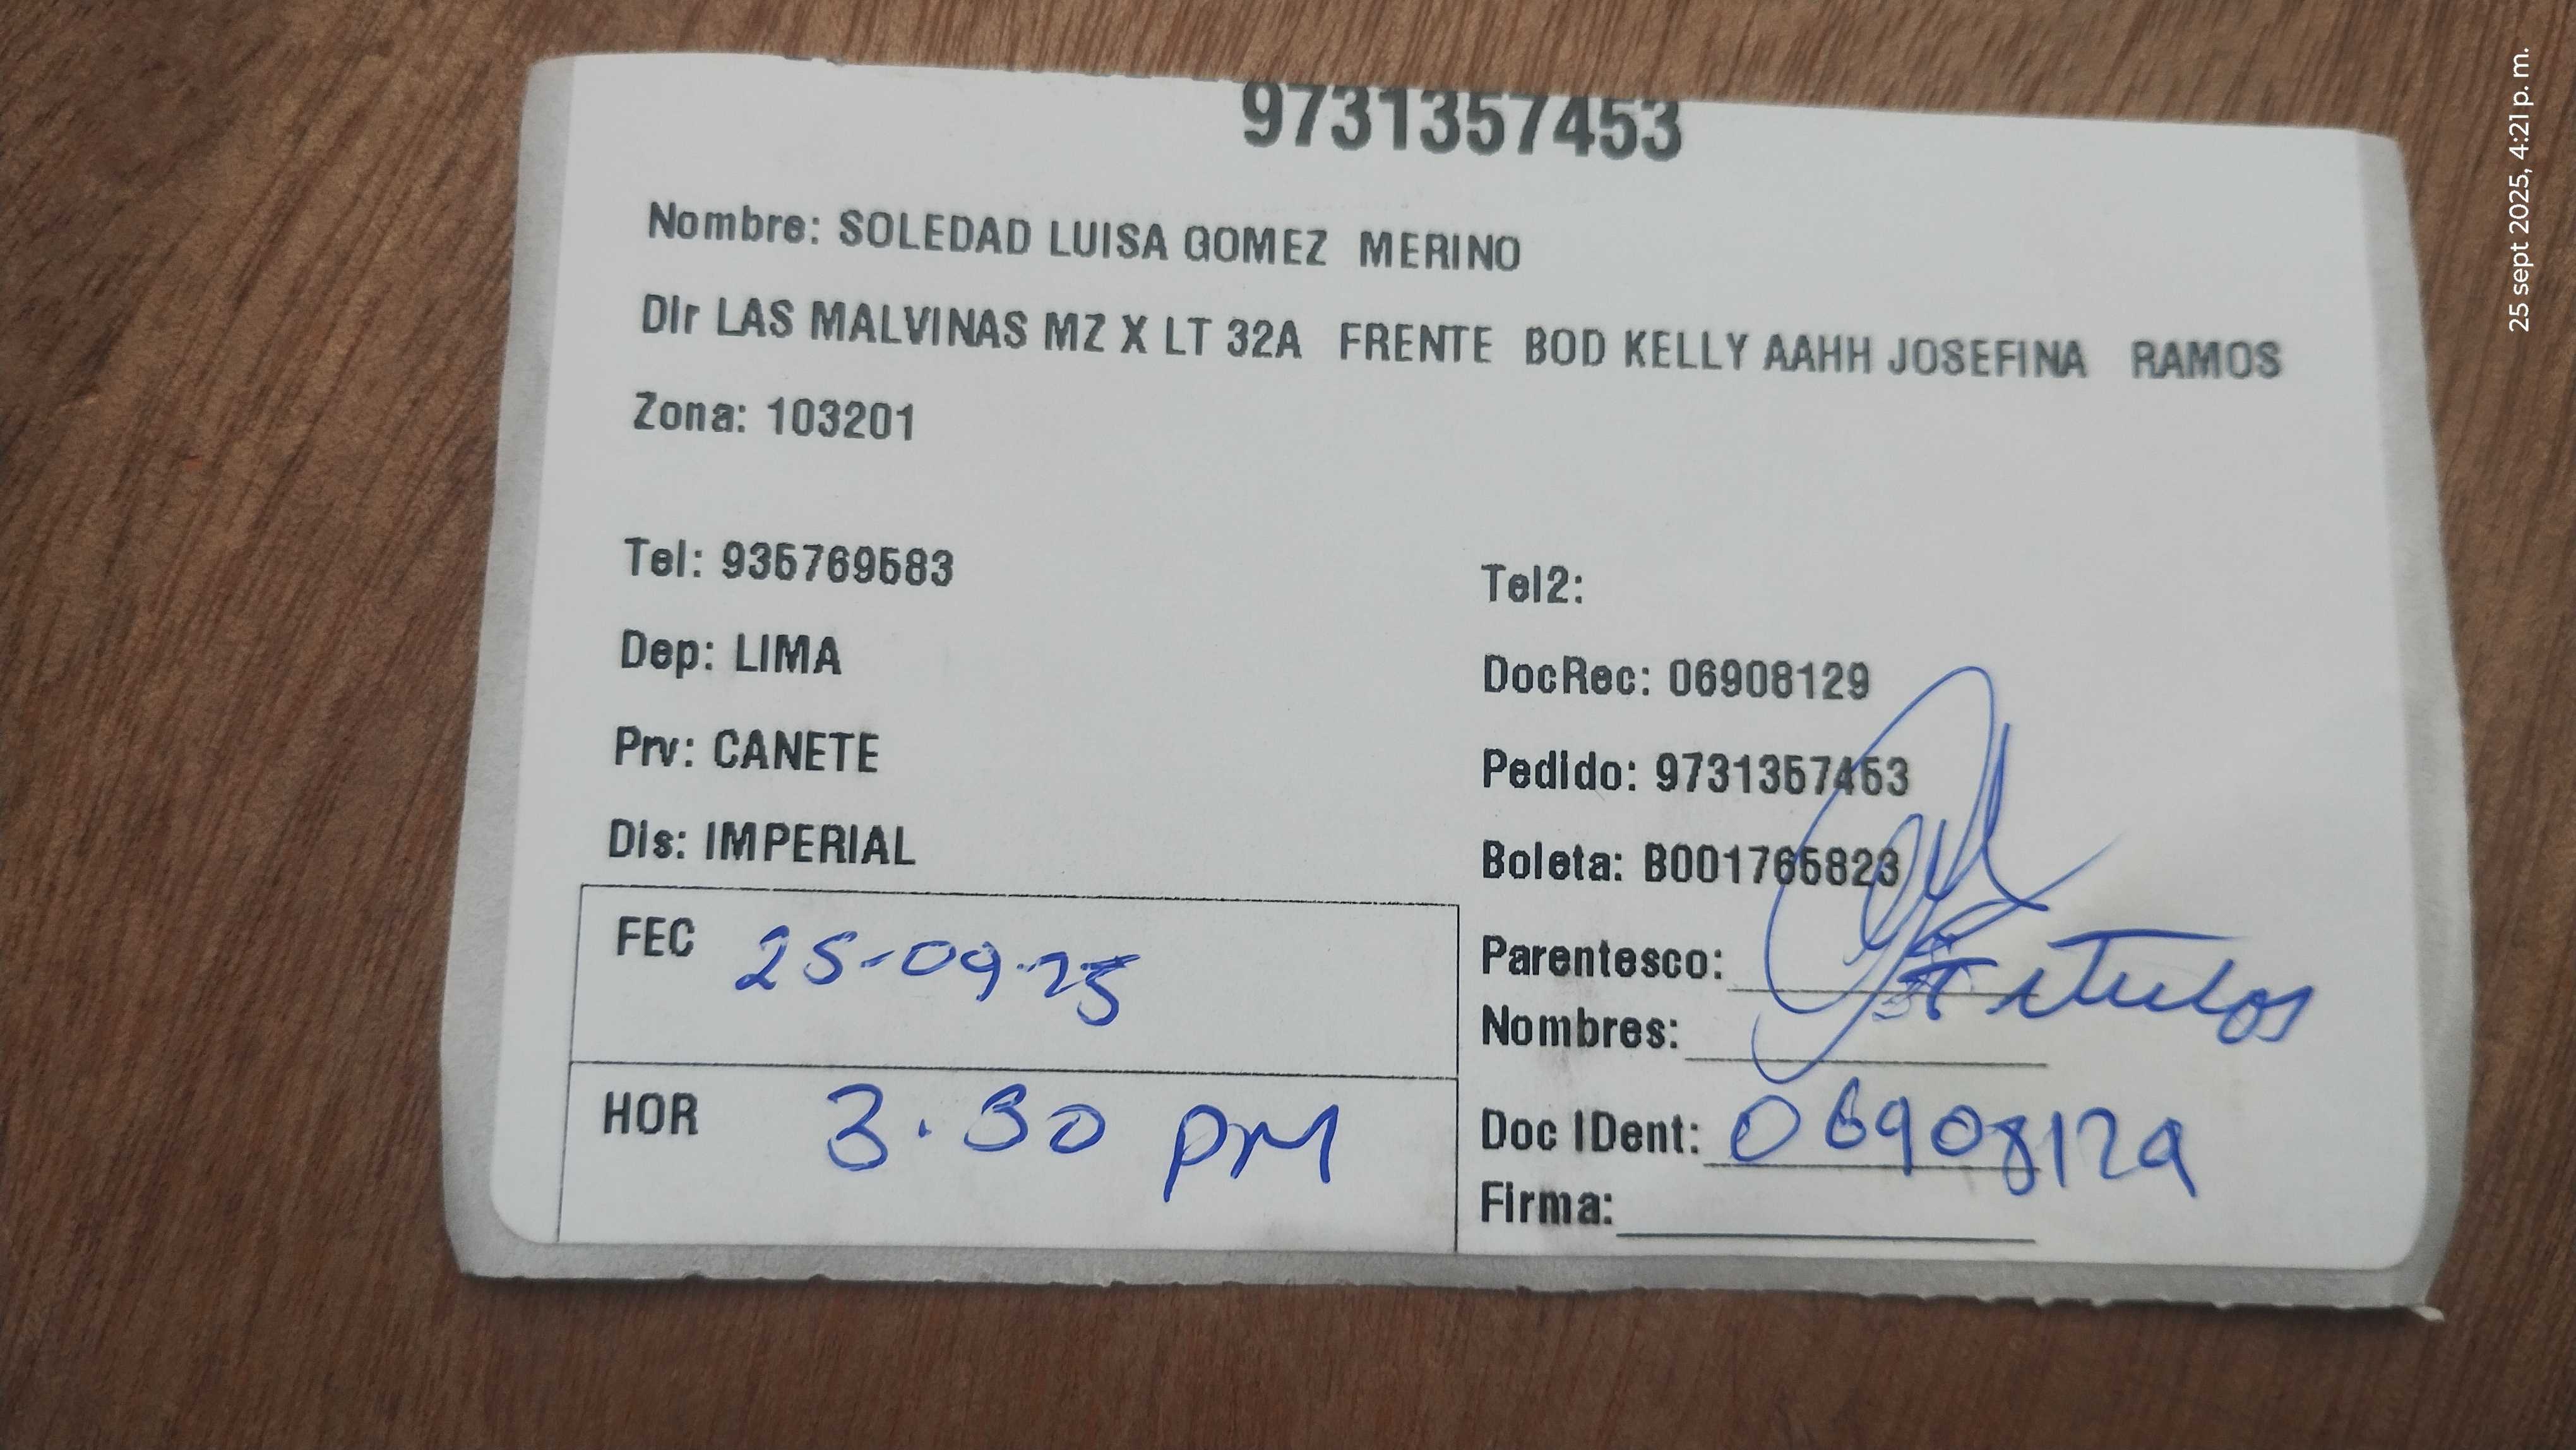 9731357453
Nombre: SOLEDAD LUISA GOMEZ MERINO
Dir LAS MALVINAS MZ X LT 32A FRENTE BOD KELLY AAHH JOSEFINA RAMOS
Zona: 103201
Tel: 935769583
Tel2:
Dep: LIMA
DocRec: 06908129
Prv: CANETE
Pedido: 9731357453
Dis: IMPERIAL
Boleta: B001765823
FEC 25-09-25
Parentesco: Titulos
Nombres:
HOR 3.30 PM
Doc IDent: 06908129
Firma:
25 sept 2025, 4:21 p. m.